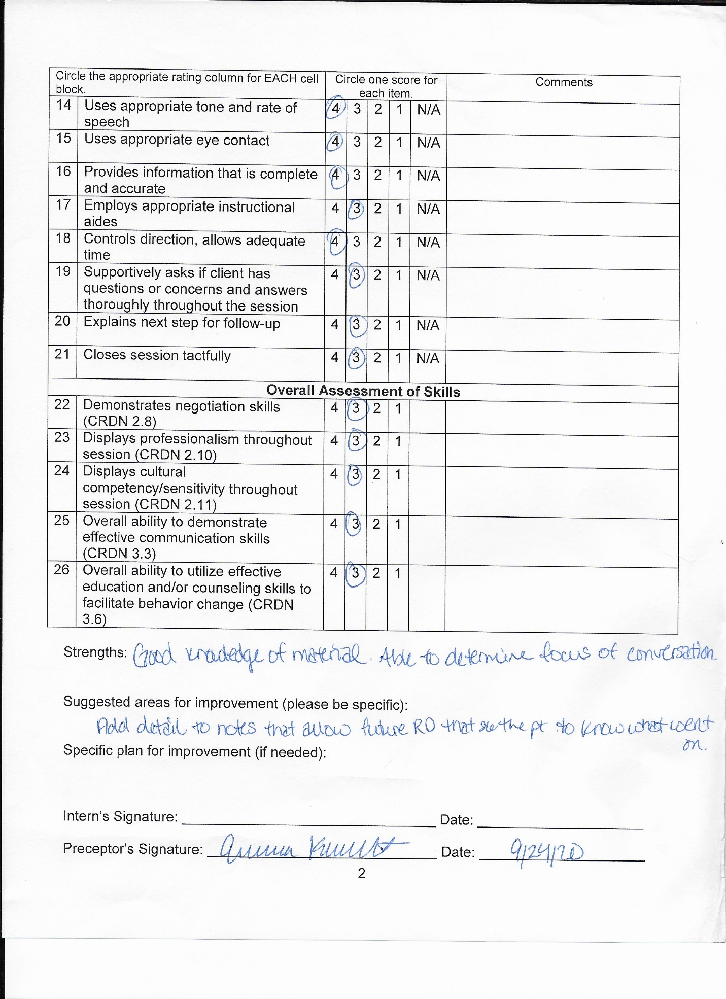 Circle the appropriate rating column for EACH cell block. Circle one score for each item. Comments
14 Uses appropriate tone and rate of speech 4 3 2 1 N/A
15 Uses appropriate eye contact 4 3 2 1 N/A
16 Provides information that is complete and accurate 4 3 2 1 N/A
17 Employs appropriate instructional aides 4 3 2 1 N/A
18 Controls direction, allows adequate time 4 3 2 1 N/A
19 Supportively asks if client has questions or concerns and answers thoroughly throughout the session 4 3 2 1 N/A
20 Explains next step for follow-up 4 3 2 1 N/A
21 Closes session tactfully 4 3 2 1 N/A
Overall Assessment of Skills
22 Demonstrates negotiation skills (CRDN 2.8) 4 3 2 1
23 Displays professionalism throughout session (CRDN 2.10) 4 3 2 1
24 Displays cultural competency/sensitivity throughout session (CRDN 2.11) 4 3 2 1
25 Overall ability to demonstrate effective communication skills (CRDN 3.3) 4 3 2 1
26 Overall ability to utilize effective education and/or counseling skills to facilitate behavior change (CRDN 3.6) 4 3 2 1
Strengths: Good knowledge of material. Able to determine focus of conversation.
Suggested areas for improvement (please be specific):
Add detail to notes that allow future RD that see the pt to know what went
on.
Specific plan for improvement (if needed):
Intern's Signature: Date:
Preceptor's Signature: Date: 9/24/20
2